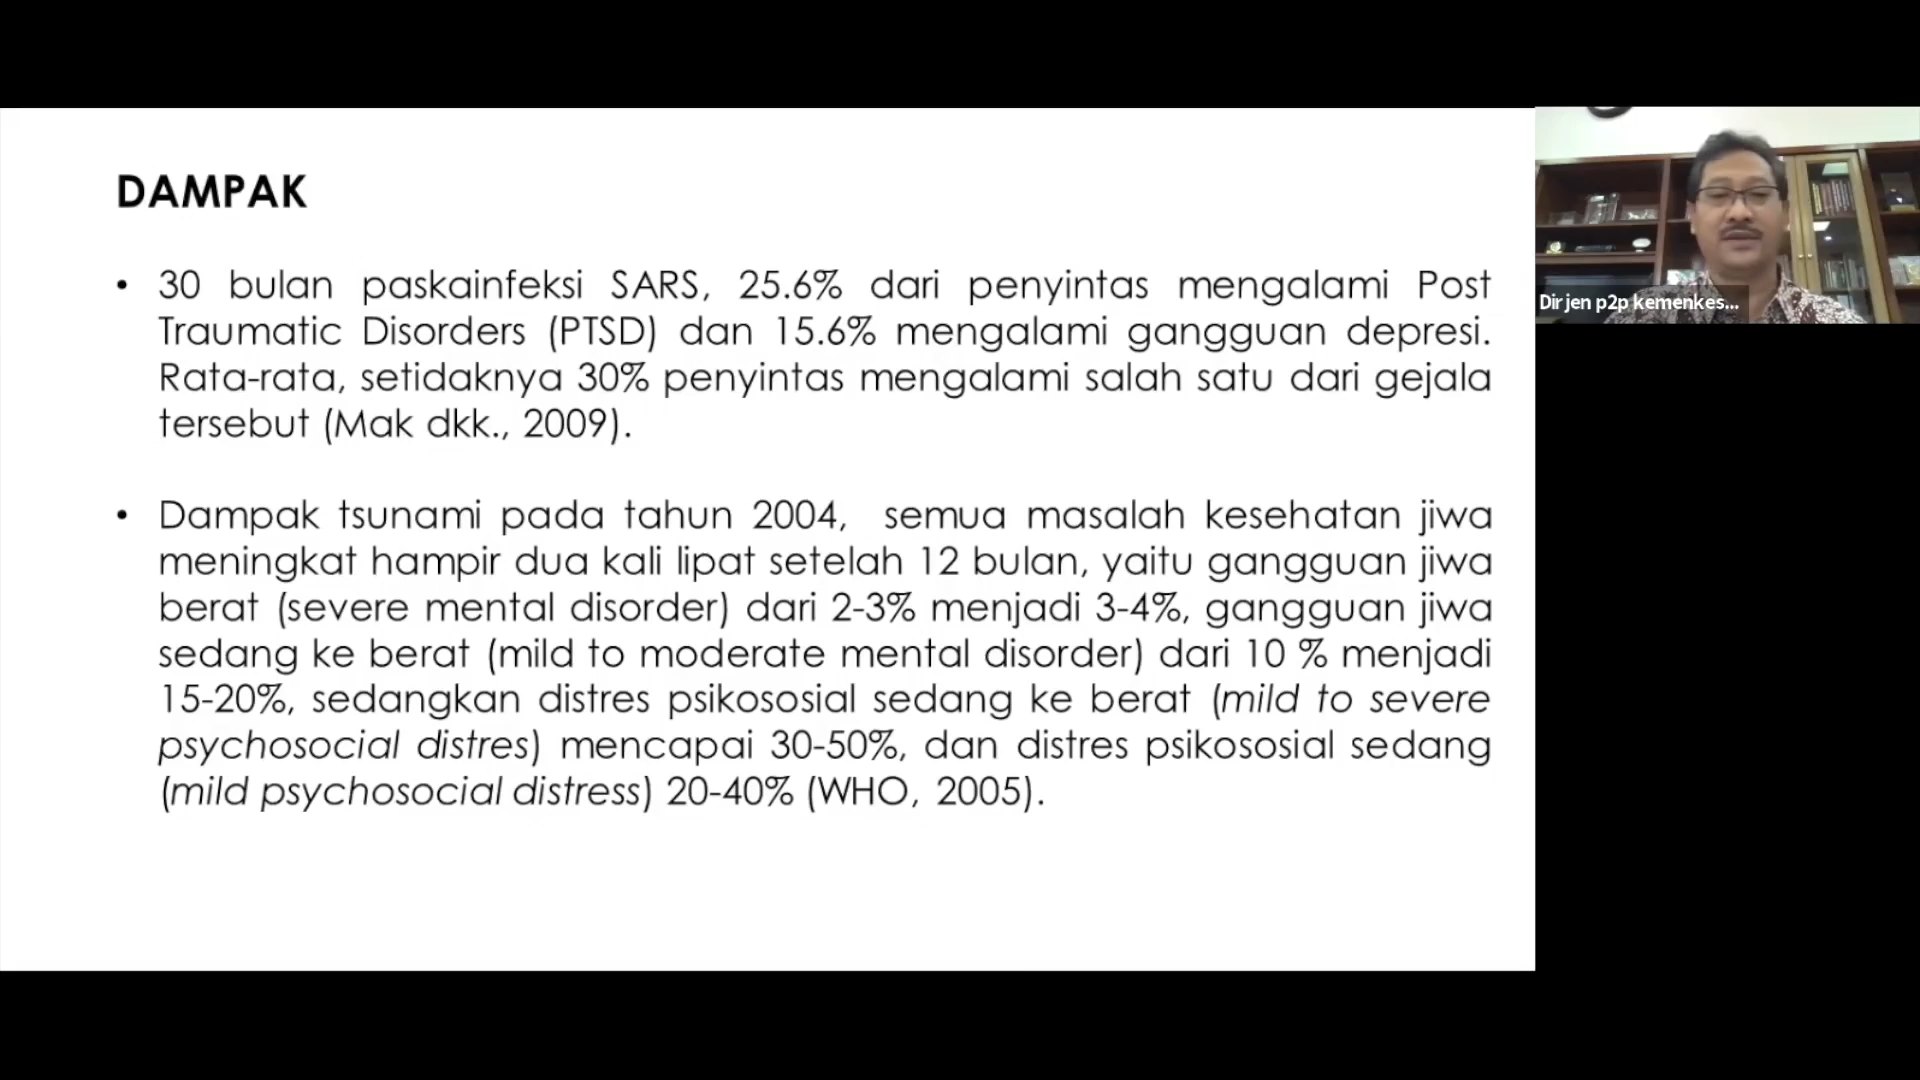 DAMPAK
• 30 bulan paskainfeksi SARS, 25.6% dari penyintas mengalami Post
Traumatic Disorders (PTSD) dan 15.6% mengalami gangguan depresi.
Rata-rata, setidaknya 30% penyintas mengalami salah satu dari gejala
tersebut (Mak dkk., 2009).
• Dampak tsunami pada tahun 2004, semua masalah kesehatan jiwa
meningkat hampir dua kali lipat setelah 12 bulan, yaitu gangguan jiwa
berat (severe mental disorder) dari 2-3% menjadi 3-4%, gangguan jiwa
sedang ke berat (mild to moderate mental disorder) dari 10 % menjadi
15-20%, sedangkan distres psikososial sedang ke berat (mild to severe
psychosocial distres) mencapai 30-50%, dan distres psikososial sedang
(mild psychosocial distress) 20-40% (WHO, 2005).
Dirjen p2p kemenkes...